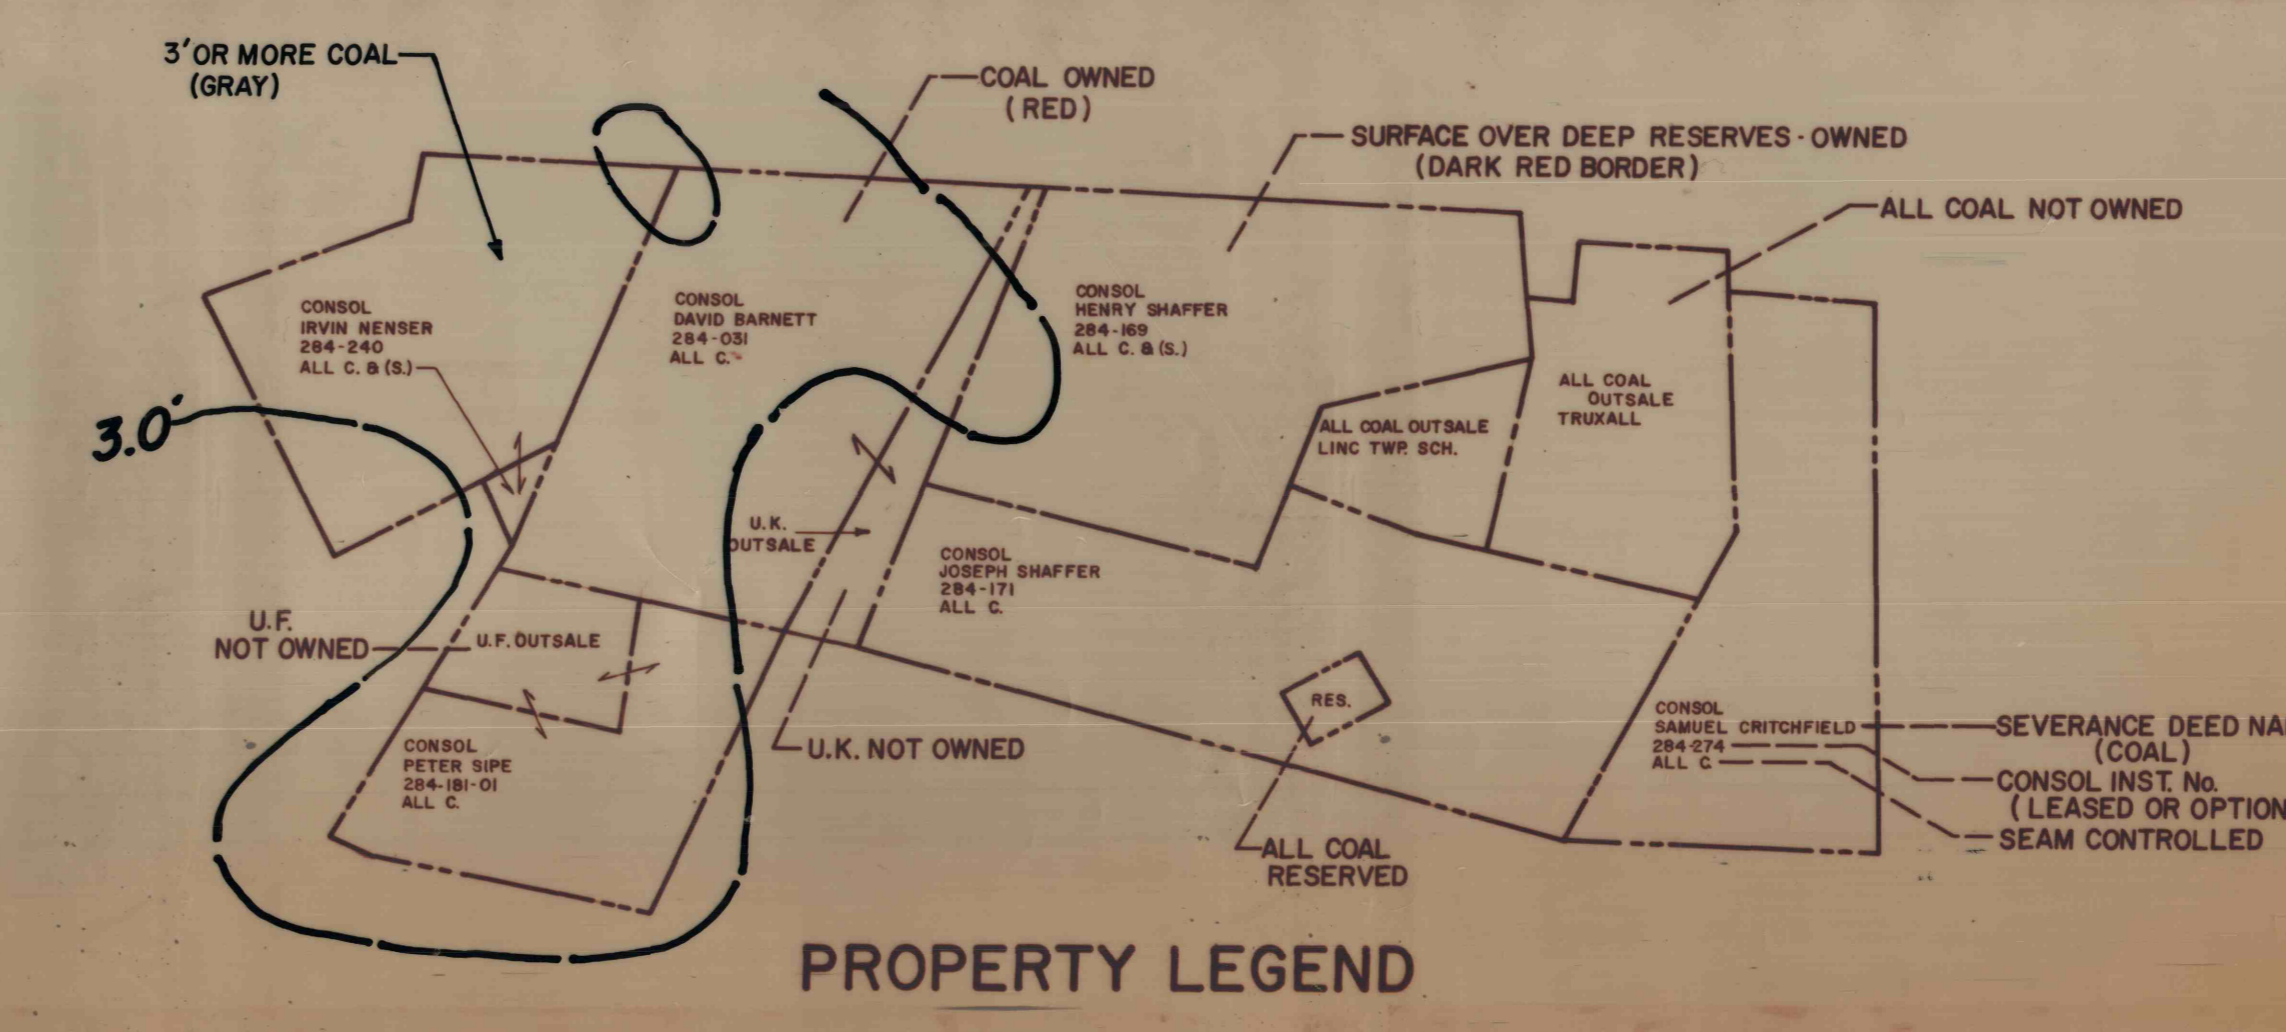 3' OR MORE COAL
(GRAY)
COAL OWNED
(RED)
SURFACE OVER DEEP RESERVES - OWNED
(DARK RED BORDER)
ALL COAL NOT OWNED
CONSOL
IRVIN NENSER
284-240
ALL C. & (S.)
CONSOL
DAVID BARNETT
284-031
ALL C.
CONSOL
HENRY SHAFFER
284-169
ALL C. & (S.)
ALL COAL
OUTSALE
TRUXALL
3.0'
ALL COAL OUTSALE
LINC TWP. SCH.
U.K.
OUTSALE
CONSOL
JOSEPH SHAFFER
284-171
ALL C.
U.F.
NOT OWNED
U.F. OUTSALE
RES.
CONSOL
PETER SIPE
284-181-01
ALL C.
U.K. NOT OWNED
CONSOL
SAMUEL CRITCHFIELD
284-274
ALL C.
SEVERANCE DEED NA
(COAL)
CONSOL INST. No.
(LEASED OR OPTION
SEAM CONTROLLED
ALL COAL
RESERVED
PROPERTY LEGEND